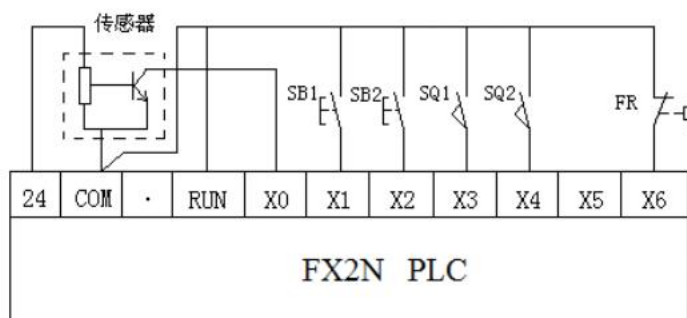 传感器
SB1 SB2 SQ1 SQ2 FR
24 COM · RUN X0 X1 X2 X3 X4 X5 X6
FX2N PLC